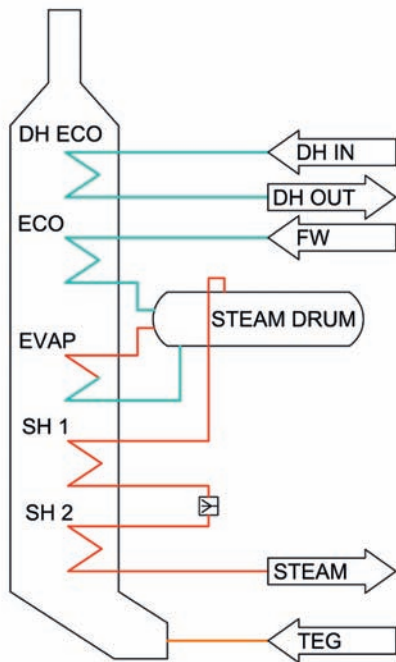 DH ECO
DH IN
DH OUT
ECO
FW
STEAM DRUM
EVAP
SH 1
SH 2
STEAM
TEG